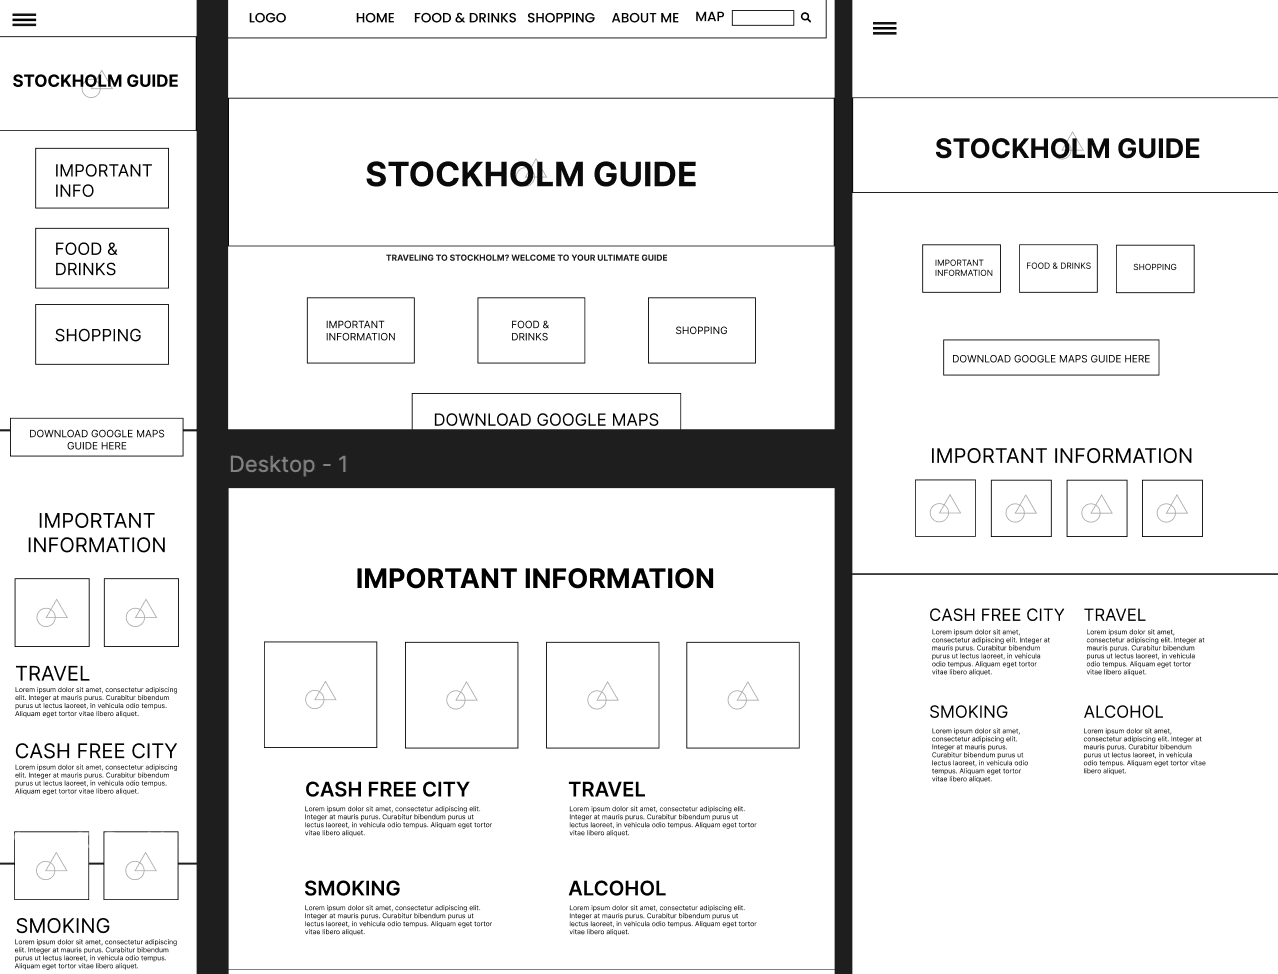 STOCKHOLM GUIDE
IMPORTANT
INFO
FOOD &
DRINKS
SHOPPING
DOWNLOAD GOOGLE MAPS
GUIDE HERE
IMPORTANT
INFORMATION
TRAVEL
Lorem ipsum dolor sit amet, consectetur adipiscing
elit. Integer at mauris purus. Curabitur bibendum
purus ut lectus laoreet, in vehicula odio tempus.
Aliquam eget tortor vitae libero aliquet.
CASH FREE CITY
Lorem ipsum dolor sit amet, consectetur adipiscing
elit. Integer at mauris purus. Curabitur bibendum
purus ut lectus laoreet, in vehicula odio tempus.
Aliquam eget tortor vitae libero aliquet.
SMOKING
Lorem ipsum dolor sit amet, consectetur adipiscing
elit. Integer at mauris purus. Curabitur bibendum
purus ut lectus laoreet, in vehicula odio tempus.
Aliquam eget tortor vitae libero aliquet.
LOGO HOME FOOD & DRINKS SHOPPING ABOUT ME MAP
STOCKHOLM GUIDE
TRAVELING TO STOCKHOLM? WELCOME TO YOUR ULTIMATE GUIDE
IMPORTANT
INFORMATION
FOOD &
DRINKS
SHOPPING
DOWNLOAD GOOGLE MAPS
Desktop - 1
IMPORTANT INFORMATION
CASH FREE CITY
Lorem ipsum dolor sit amet, consectetur adipiscing elit.
Integer at mauris purus. Curabitur bibendum purus ut
lectus laoreet, in vehicula odio tempus. Aliquam eget tortor
vitae libero aliquet.
TRAVEL
Lorem ipsum dolor sit amet, consectetur adipiscing elit.
Integer at mauris purus. Curabitur bibendum purus ut
lectus laoreet, in vehicula odio tempus. Aliquam eget tortor
vitae libero aliquet.
SMOKING
Lorem ipsum dolor sit amet, consectetur adipiscing elit.
Integer at mauris purus. Curabitur bibendum purus ut
lectus laoreet, in vehicula odio tempus. Aliquam eget tortor
vitae libero aliquet.
ALCOHOL
Lorem ipsum dolor sit amet, consectetur adipiscing elit.
Integer at mauris purus. Curabitur bibendum purus ut
lectus laoreet, in vehicula odio tempus. Aliquam eget tortor
vitae libero aliquet.
STOCKHOLM GUIDE
IMPORTANT
INFORMATION
FOOD & DRINKS
SHOPPING
DOWNLOAD GOOGLE MAPS GUIDE HERE
IMPORTANT INFORMATION
CASH FREE CITY
Lorem ipsum dolor sit amet,
consectetur adipiscing elit. Integer at
mauris purus. Curabitur bibendum
purus ut lectus laoreet, in vehicula
odio tempus. Aliquam eget tortor
vitae libero aliquet.
TRAVEL
Lorem ipsum dolor sit amet,
consectetur adipiscing elit. Integer at
mauris purus. Curabitur bibendum
purus ut lectus laoreet, in vehicula
odio tempus. Aliquam eget tortor
vitae libero aliquet.
SMOKING
Lorem ipsum dolor sit amet,
consectetur adipiscing elit.
Integer at mauris purus.
Curabitur bibendum purus ut
lectus laoreet, in vehicula odio
tempus. Aliquam eget tortor
vitae libero aliquet.
ALCOHOL
Lorem ipsum dolor sit amet,
consectetur adipiscing elit. Integer
at mauris purus. Curabitur
bibendum purus ut lectus laoreet,
in vehicula odio tempus. Aliquam
eget tortor vitae
libero aliquet.